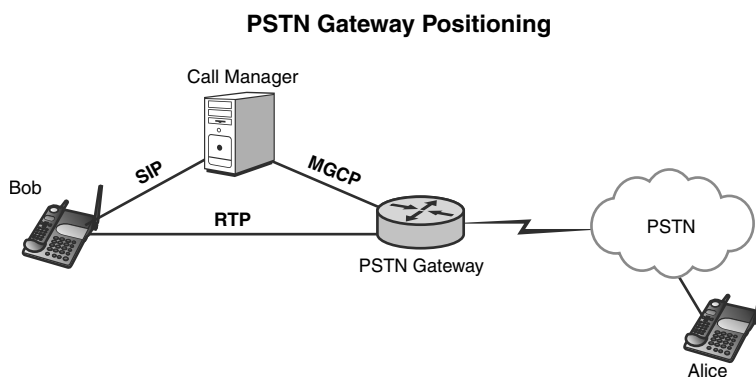 PSTN Gateway Positioning
Call Manager
SIP
MGCP
Bob
RTP
PSTN
PSTN Gateway
Alice